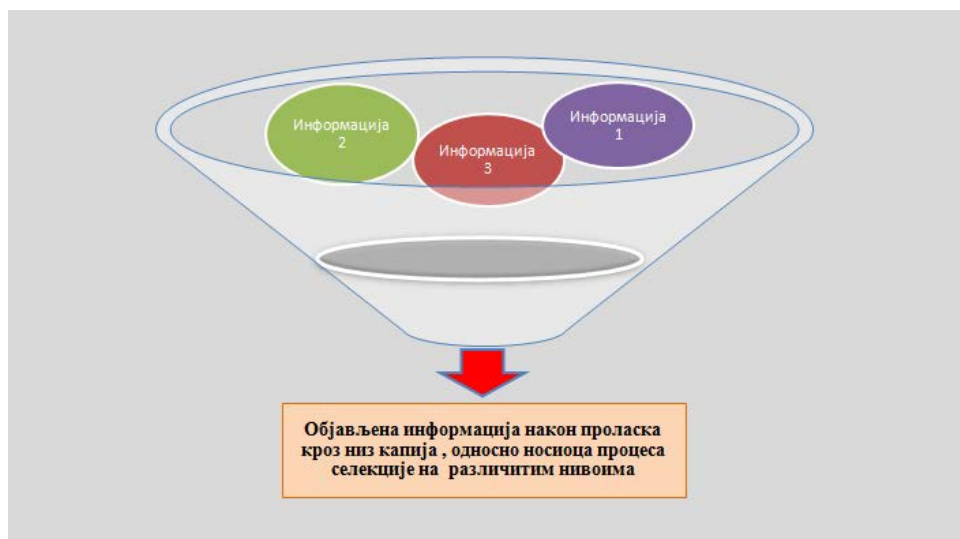 Информација
2
Информација
3
Информација
1
Објављена информација након проласка
кроз низ капија , односно носиоца процеса
селекције на различитим нивоима